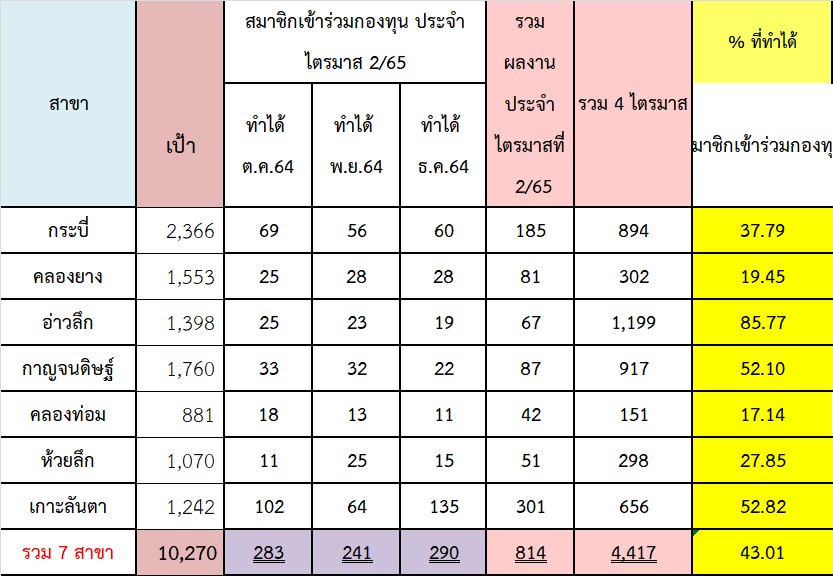 สาขา เป้า สมาชิกเข้าร่วมกองทุน ประจำ ไตรมาส 2/65 รวม ผลงาน ประจำ ไตรมาสที่ 2/65 รวม 4 ไตรมาส % ที่ทำได้
ทำได้ ต.ค.64 ทำได้ พ.ย.64 ทำได้ ธ.ค.64 มาชิกเข้าร่วมกองทุ
กระบี่ 2,366 69 56 60 185 894 37.79
คลองยาง 1,553 25 28 28 81 302 19.45
อ่าวลึก 1,398 25 23 19 67 1,199 85.77
กาญจนดิษฐ์ 1,760 33 32 22 87 917 52.10
คลองท่อม 881 18 13 11 42 151 17.14
ห้วยลึก 1,070 11 25 15 51 298 27.85
เกาะลันตา 1,242 102 64 135 301 656 52.82
รวม 7 สาขา 10,270 283 241 290 814 4,417 43.01